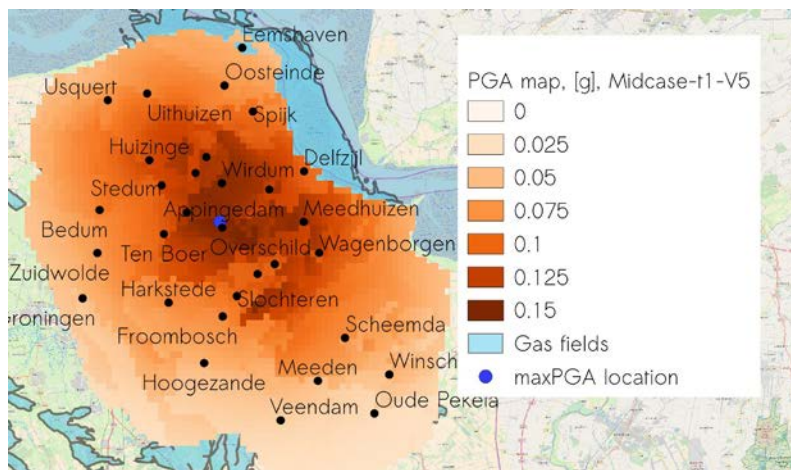 Eemshaven
Oosteinde
Usquert
Uithuizen
Spijk
Huizinge
Wirdum
Delfzijl
Stedum
Appingedam
Meedhuizen
Bedum
Ten Boer
Overschild
Wagenborgen
Zuidwolde
Harkstede
Slochteren
Groningen
Froombosch
Scheemda
Meeden
Winsch
Hoogezande
Veendam
Oude Pekela
PGA map, [g], Midcase-t1-V5
0
0.025
0.05
0.075
0.1
0.125
0.15
Gas fields
maxPGA location